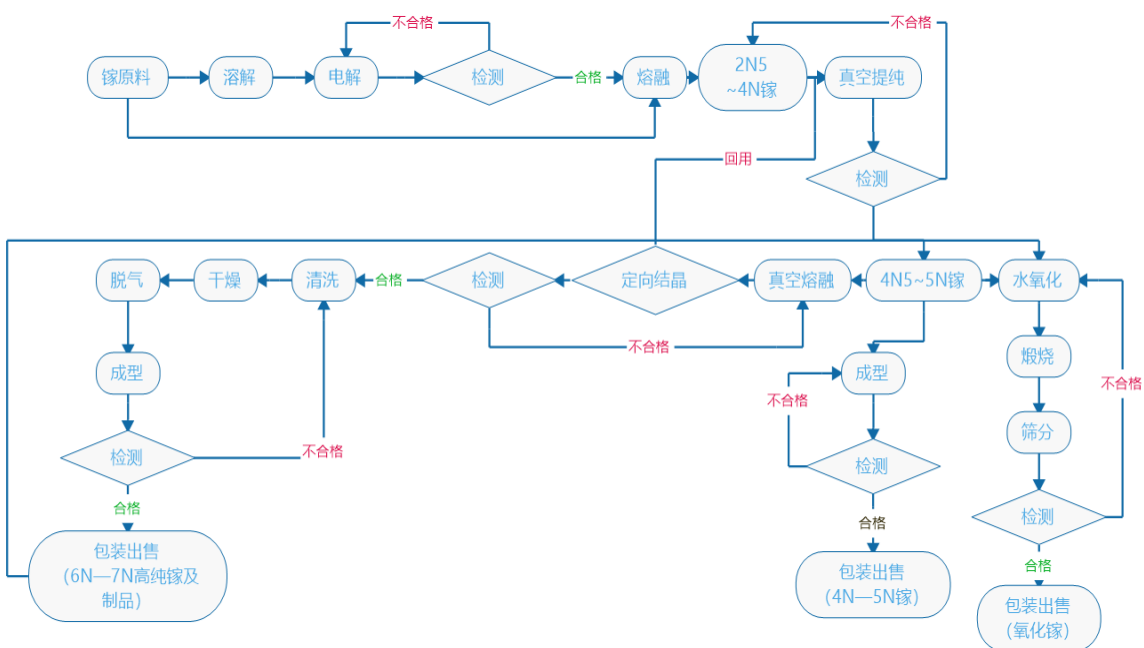 不合格
不合格
镓原料
溶解
电解
检测
合格
熔融
2N5
~4N镓
真空提纯
回用
检测
脱气
干燥
清洗
合格
检测
定向结晶
真空熔融
4N5~5N镓
水氧化
不合格
成型
成型
煅烧
不合格
不合格
筛分
检测
不合格
检测
合格
合格
检测
包装出售
（6N—7N高纯镓及
制品）
包装出售
（4N—5N镓）
合格
包装出售
（氧化镓）